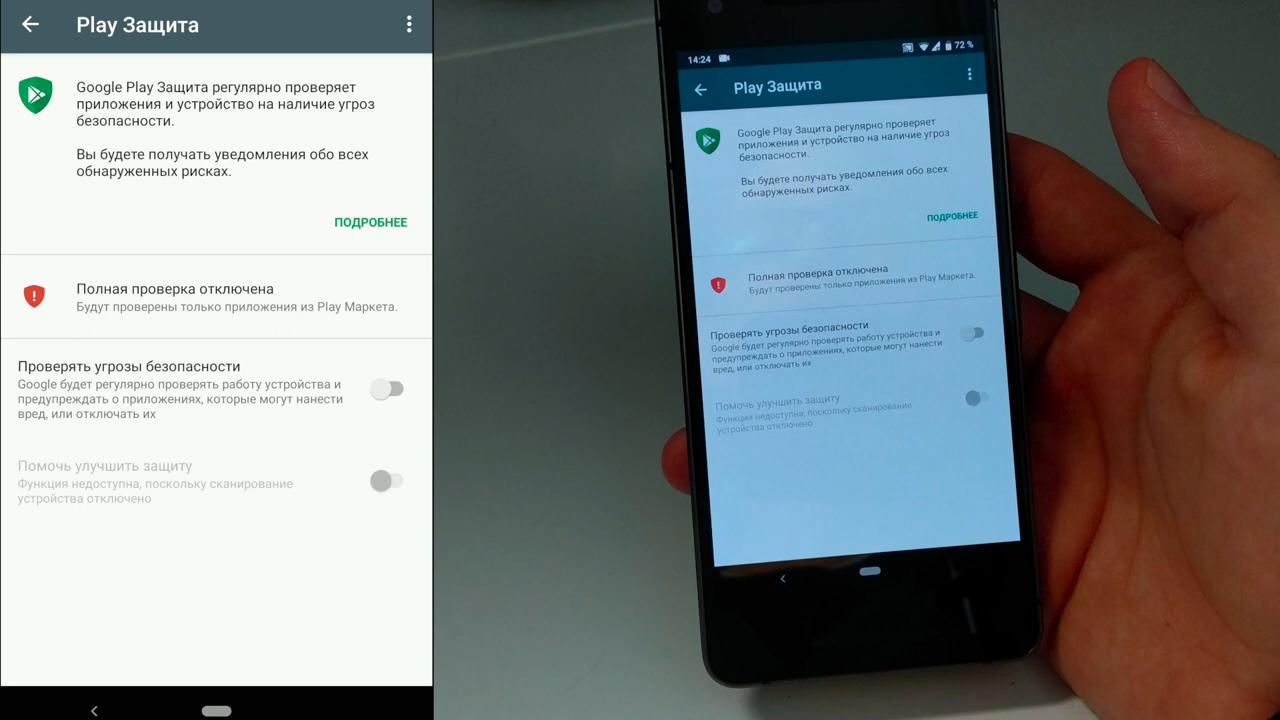 Play Защита
Google Play Защита регулярно проверяет
приложения и устройство на наличие угроз
безопасности.
Вы будете получать уведомления обо всех
обнаруженных рисках.
ПОДРОБНЕЕ
Полная проверка отключена
Будут проверены только приложения из Play Маркета.
Проверять угрозы безопасности
Google будет регулярно проверять работу устройства и
предупреждать о приложениях, которые могут нанести
вред, или отключать их
Помочь улучшить защиту
Функция недоступна, поскольку сканирование
устройства отключено
14:24
72 %
Play Защита
Google Play Защита регулярно проверяет
приложения и устройство на наличие угроз
безопасности.
Вы будете получать уведомления обо всех
обнаруженных рисках.
ПОДРОБНЕЕ
Полная проверка отключена
Будут проверены только приложения из Play Маркета.
Проверять угрозы безопасности
Google будет регулярно проверять работу устройства и
предупреждать о приложениях, которые могут нанести
вред, или отключать их
Помочь улучшить защиту
Функция недоступна, поскольку сканирование
устройства отключено